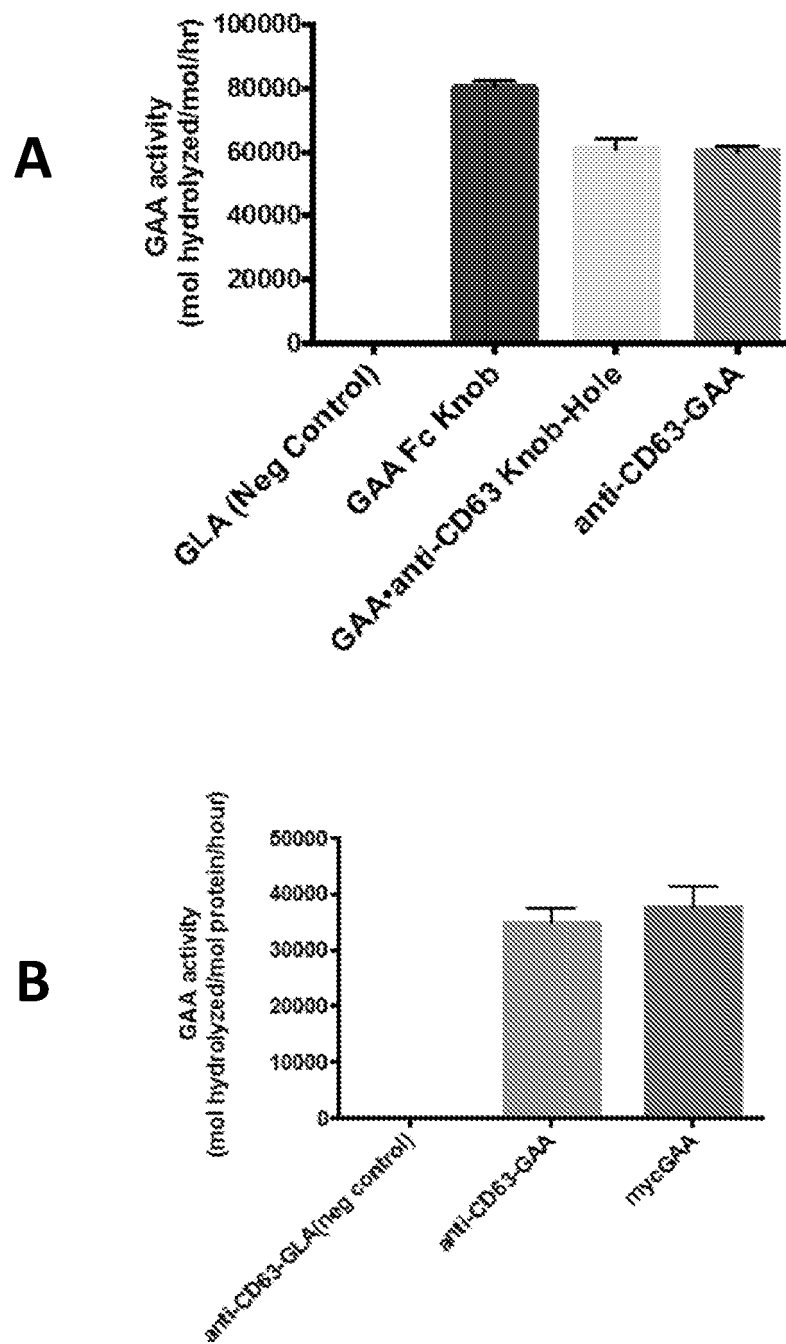 A
GAA activity
(mol hydrolyzed/mol/hr)
100000
80000
60000
40000
20000
0
GLA (Neg Control)
GAA Fc Knob
GAA•anti-CD63 Knob-Hole
anti-CD63-GAA
B
GAA activity
(mol hydrolyzed/mol protein/hour)
50000
40000
30000
20000
10000
0
anti-CD63-GLA(neg control)
anti-CD63-GAA
mycGAA